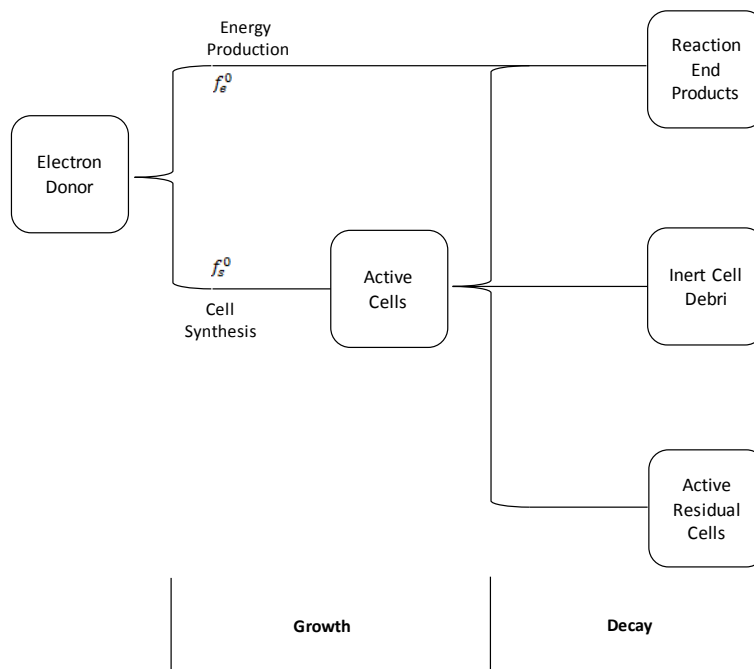 Energy
Production
f_e^0
Reaction
End
Products
Electron
Donor
f_s^0
Cell
Synthesis
Active
Cells
Inert Cell
Debri
Active
Residual
Cells
Growth
Decay